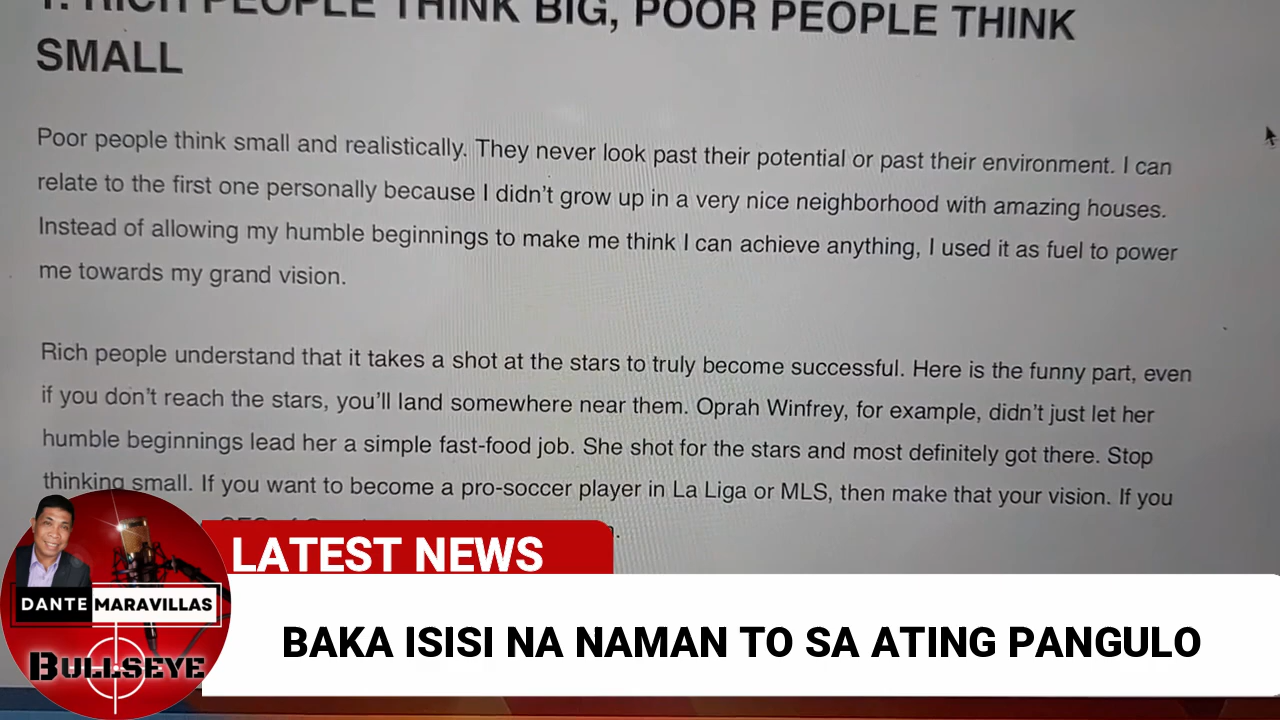 1. RICH PEOPLE THINK BIG, POOR PEOPLE THINK
SMALL
Poor people think small and realistically. They never look past their potential or past their environment. I can
relate to the first one personally because I didn't grow up in a very nice neighborhood with amazing houses.
Instead of allowing my humble beginnings to make me think I can achieve anything, I used it as fuel to power
me towards my grand vision.
Rich people understand that it takes a shot at the stars to truly become successful. Here is the funny part, even
if you don't reach the stars, you'll land somewhere near them. Oprah Winfrey, for example, didn't just let her
humble beginnings lead her a simple fast-food job. She shot for the stars and most definitely got there. Stop
thinking small. If you want to become a pro-soccer player in La Liga or MLS, then make that your vision. If you
LATEST NEWS
DANTE MARAVILLAS
BULLSEYE
BAKA ISISI NA NAMAN TO SA ATING PANGULO